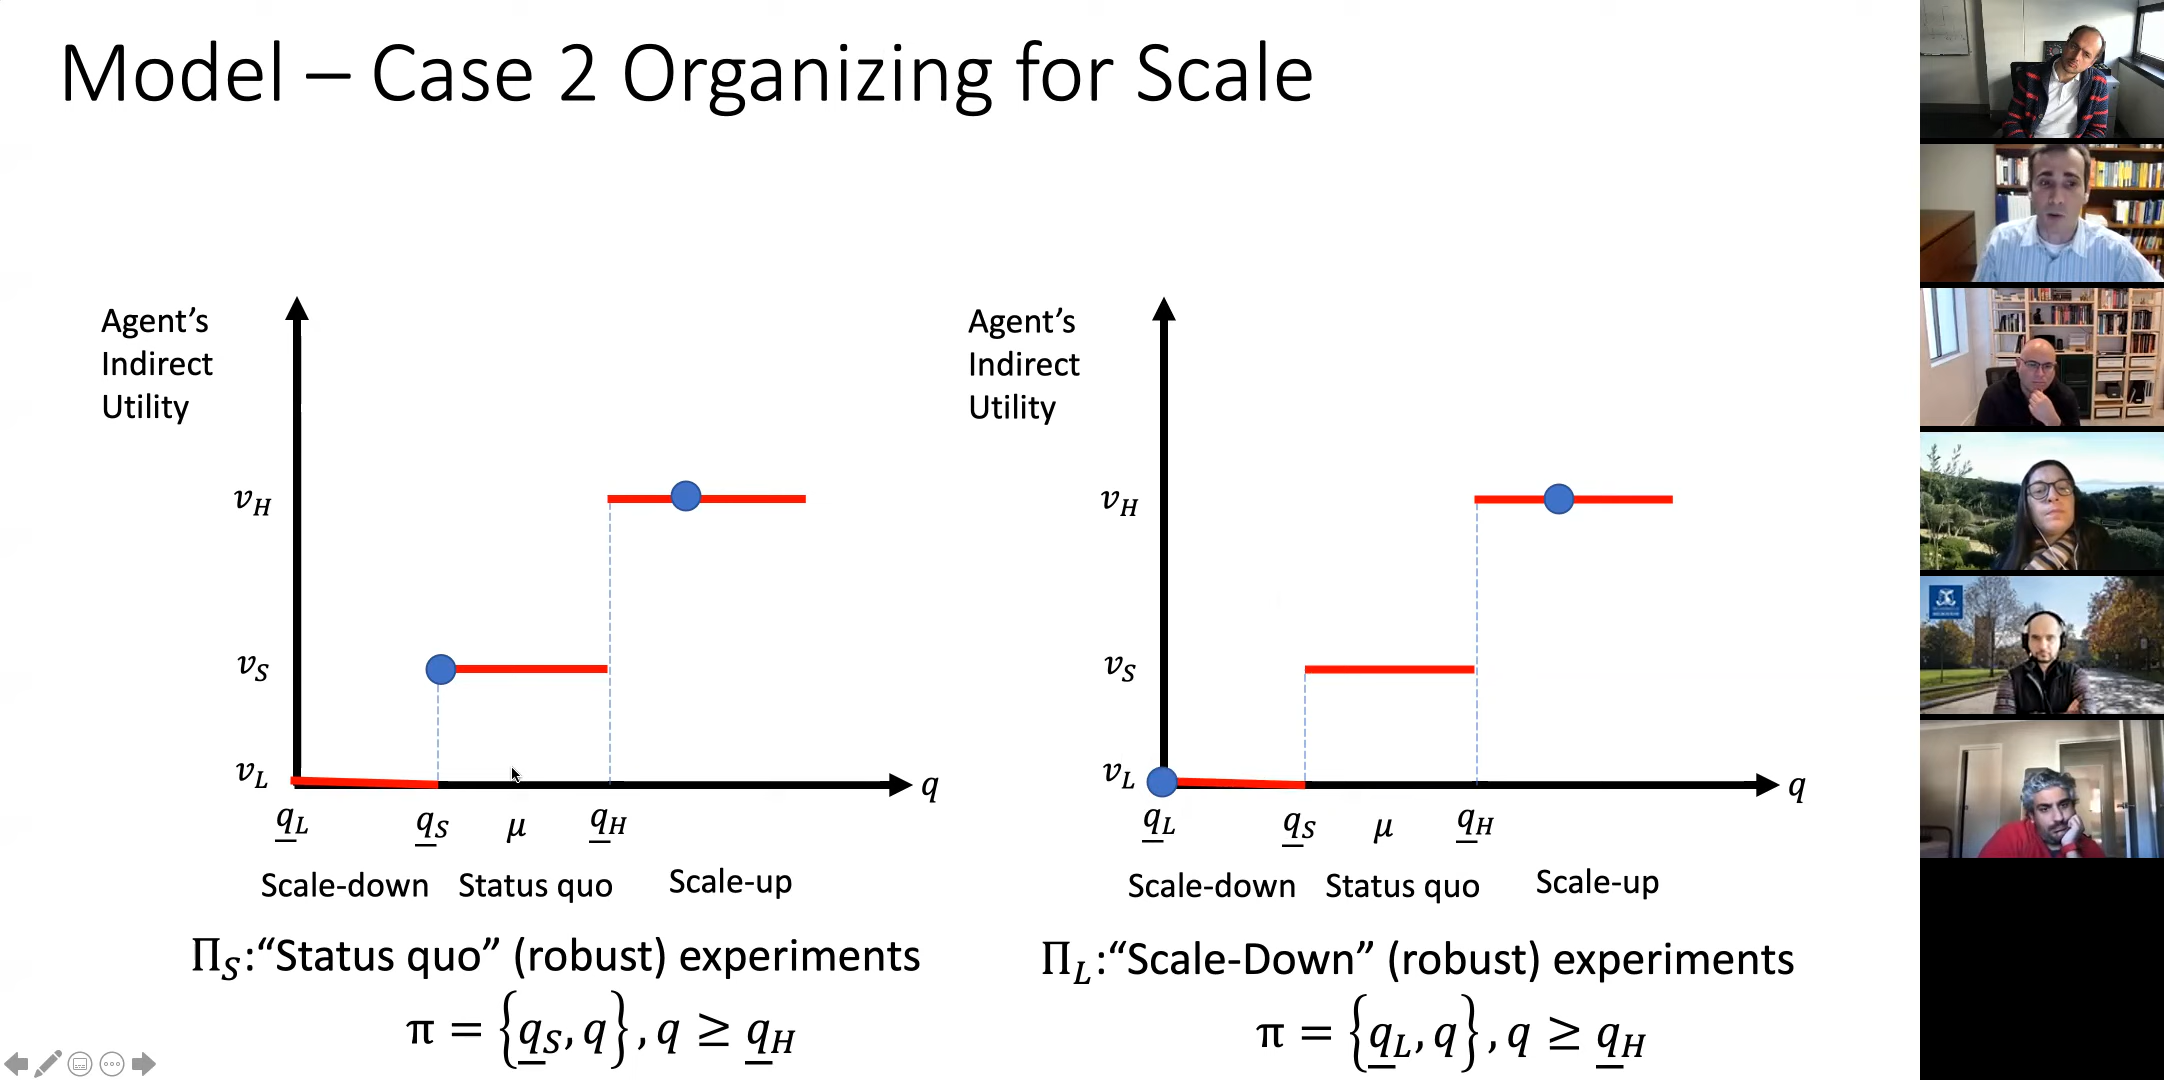 Model – Case 2 Organizing for Scale
Agent’s
Indirect
Utility
v_H
v_S
v_L
q
q_L
q_S
μ
q_H
Scale-down
Status quo
Scale-up
Π_S:“Status quo” (robust) experiments
π = {q_S, q}, q ≥ q_H
Agent’s
Indirect
Utility
v_H
v_S
v_L
q
q_L
q_S
μ
q_H
Scale-down
Status quo
Scale-up
Π_L:“Scale-Down” (robust) experiments
π = {q_L, q}, q ≥ q_H